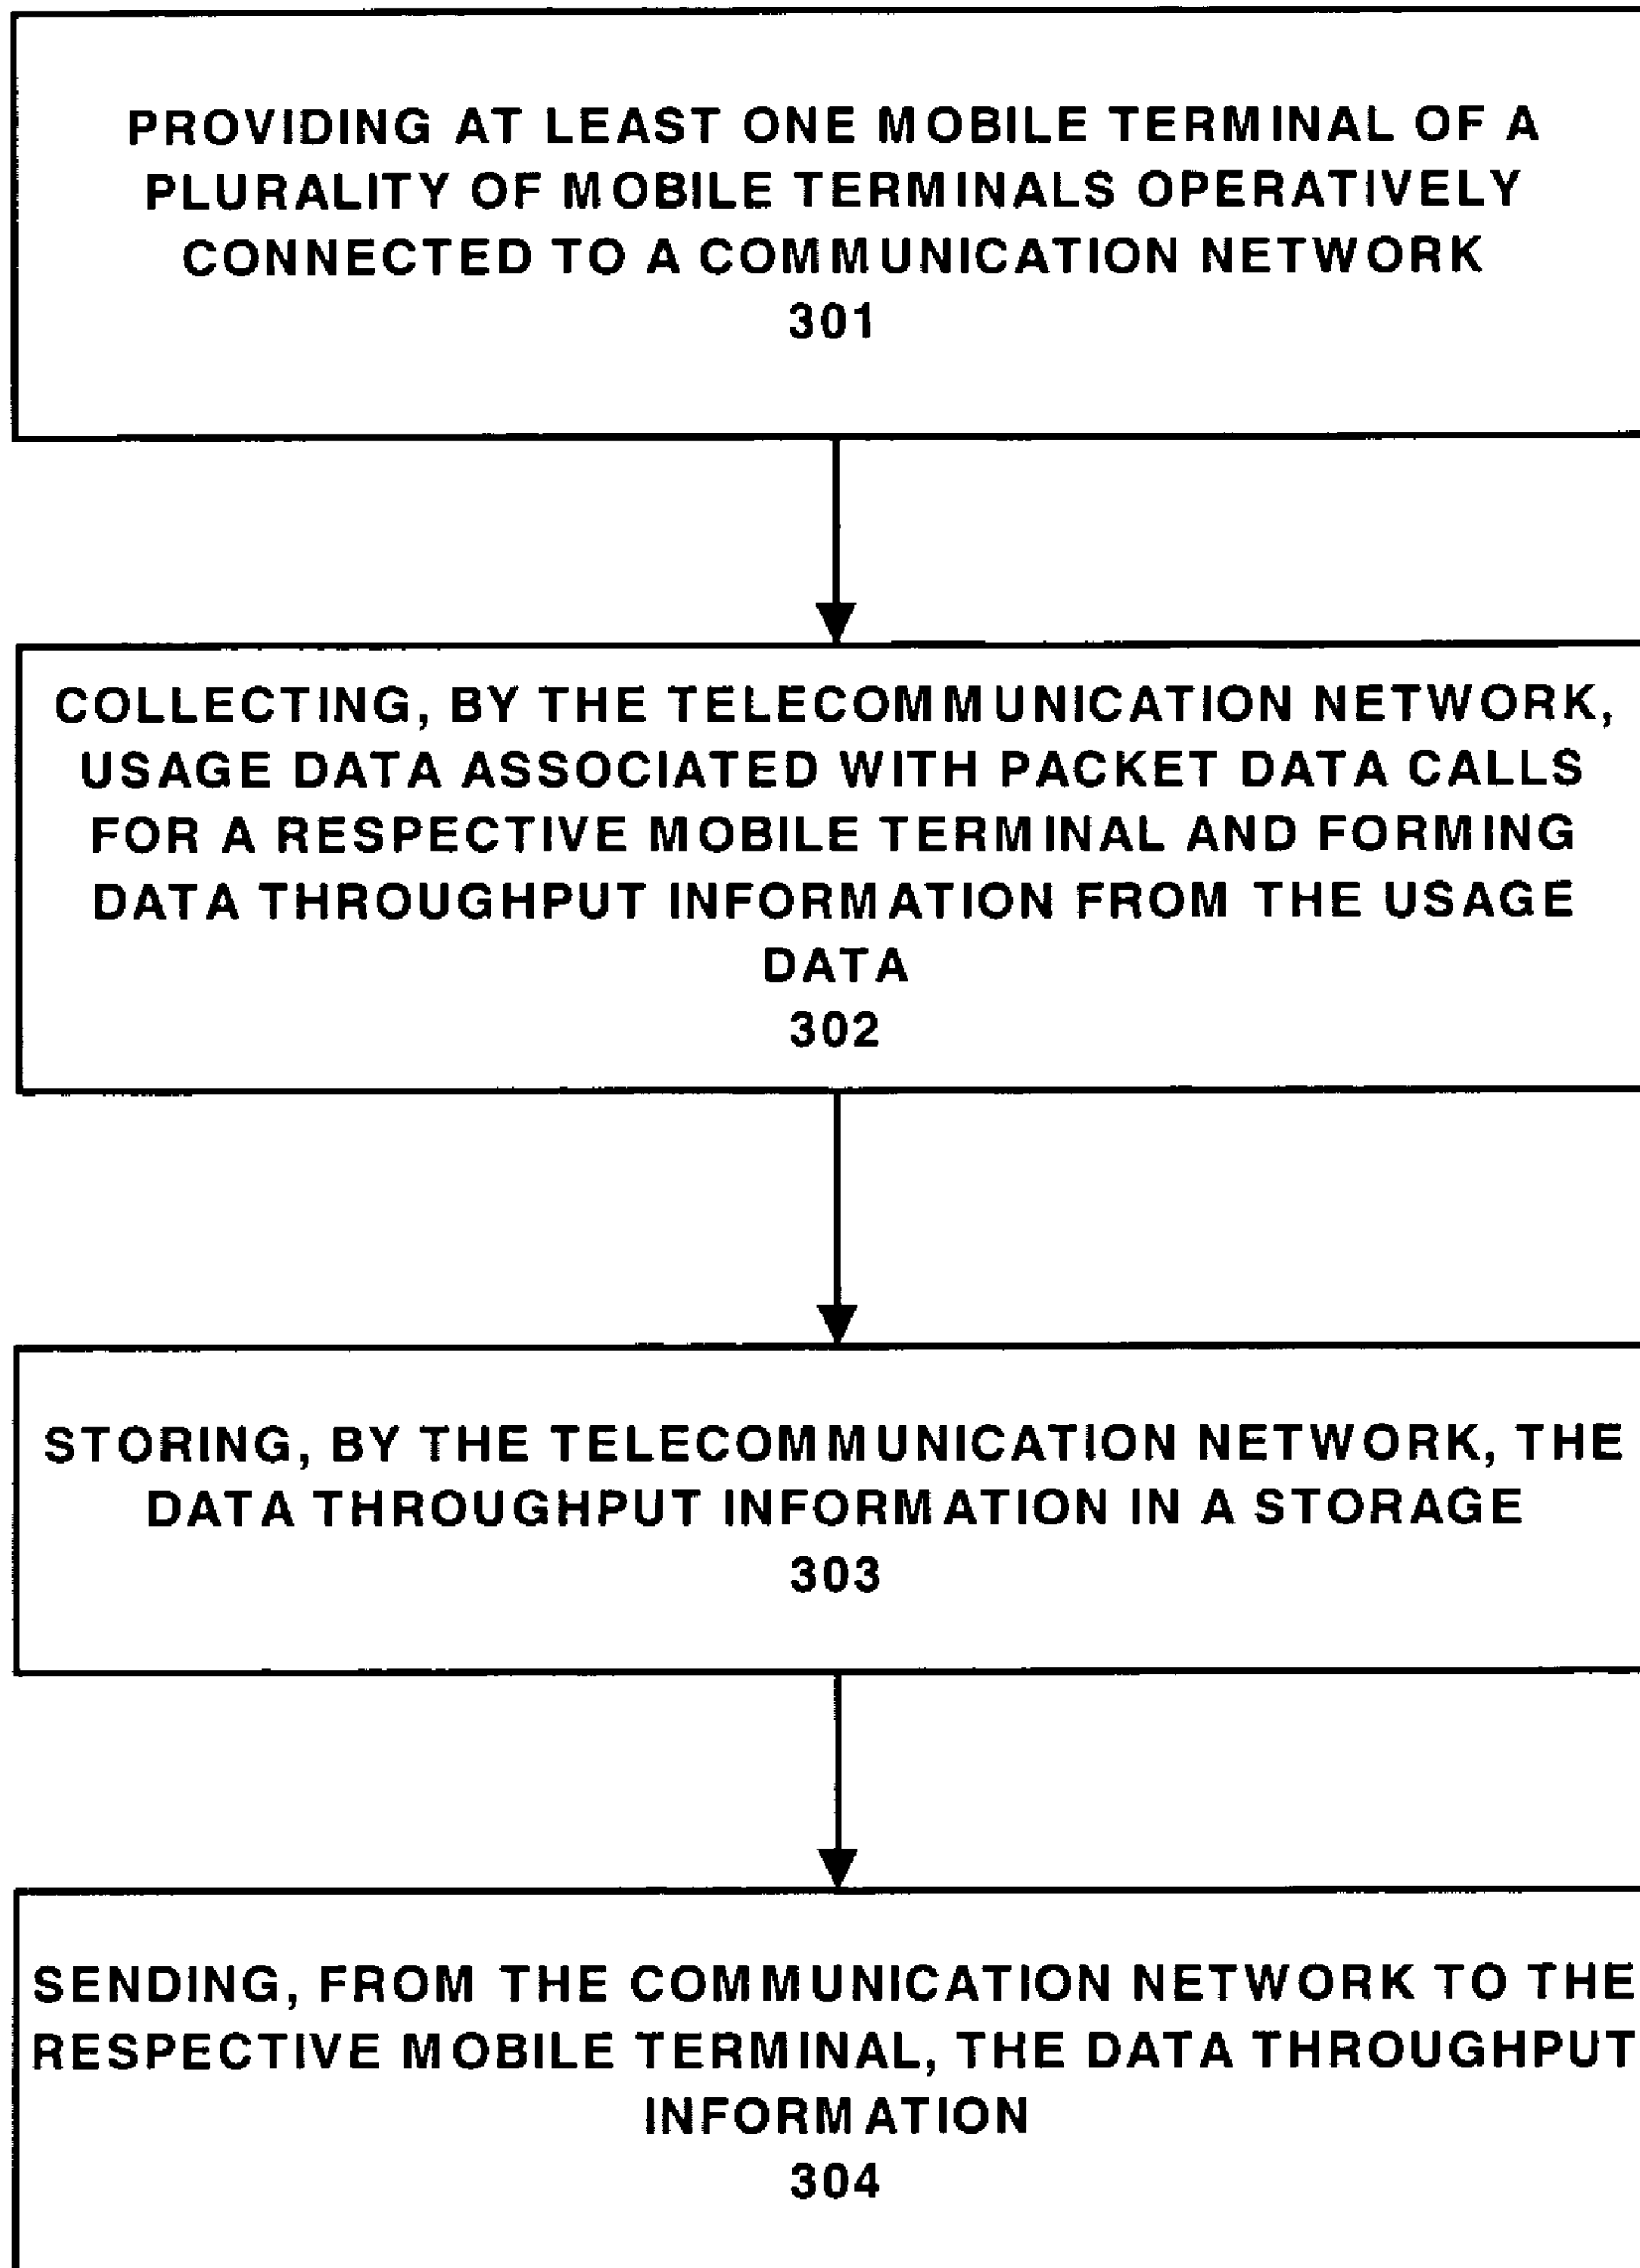 PROVIDING AT LEAST ONE MOBILE TERMINAL OF A
PLURALITY OF MOBILE TERMINALS OPERATIVELY
CONNECTED TO A COMMUNICATION NETWORK
301
COLLECTING, BY THE TELECOMMUNICATION NETWORK,
USAGE DATA ASSOCIATED WITH PACKET DATA CALLS
FOR A RESPECTIVE MOBILE TERMINAL AND FORMING
DATA THROUGHPUT INFORMATION FROM THE USAGE
DATA
302
STORING, BY THE TELECOMMUNICATION NETWORK, THE
DATA THROUGHPUT INFORMATION IN A STORAGE
303
SENDING, FROM THE COMMUNICATION NETWORK TO THE
RESPECTIVE MOBILE TERMINAL, THE DATA THROUGHPUT
INFORMATION
304